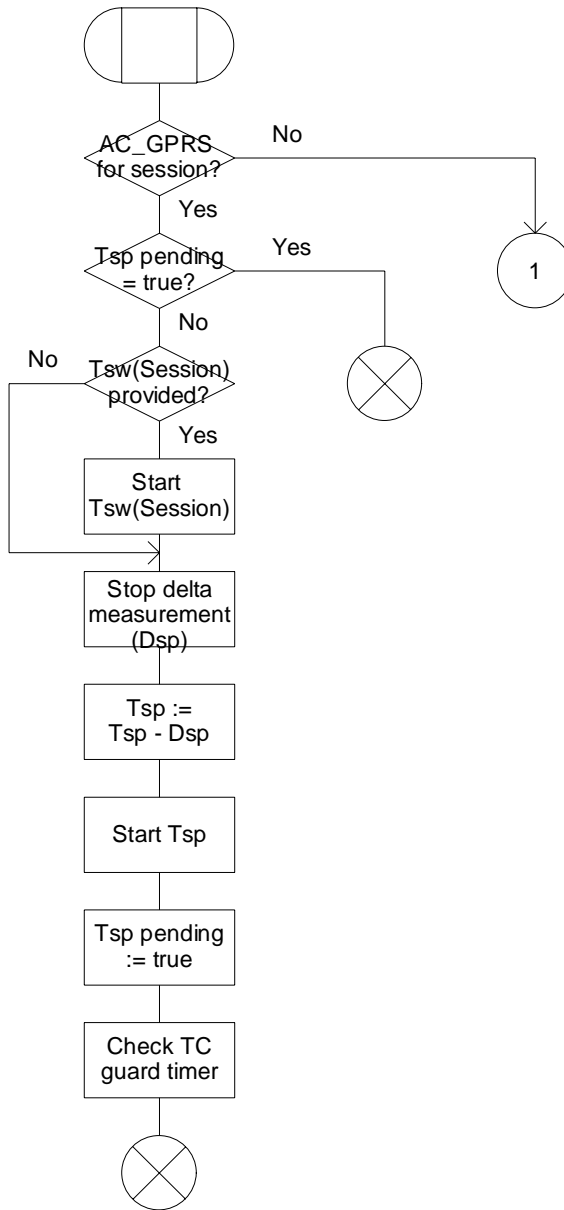 AC_GPRS
for session?
No
Yes
Tsp pending
= true?
Yes
1
No
No
Tsw(Session)
provided?
Yes
Start
Tsw(Session)
Stop delta
measurement
(Dsp)
Tsp :=
Tsp - Dsp
Start Tsp
Tsp pending
:= true
Check TC
guard timer